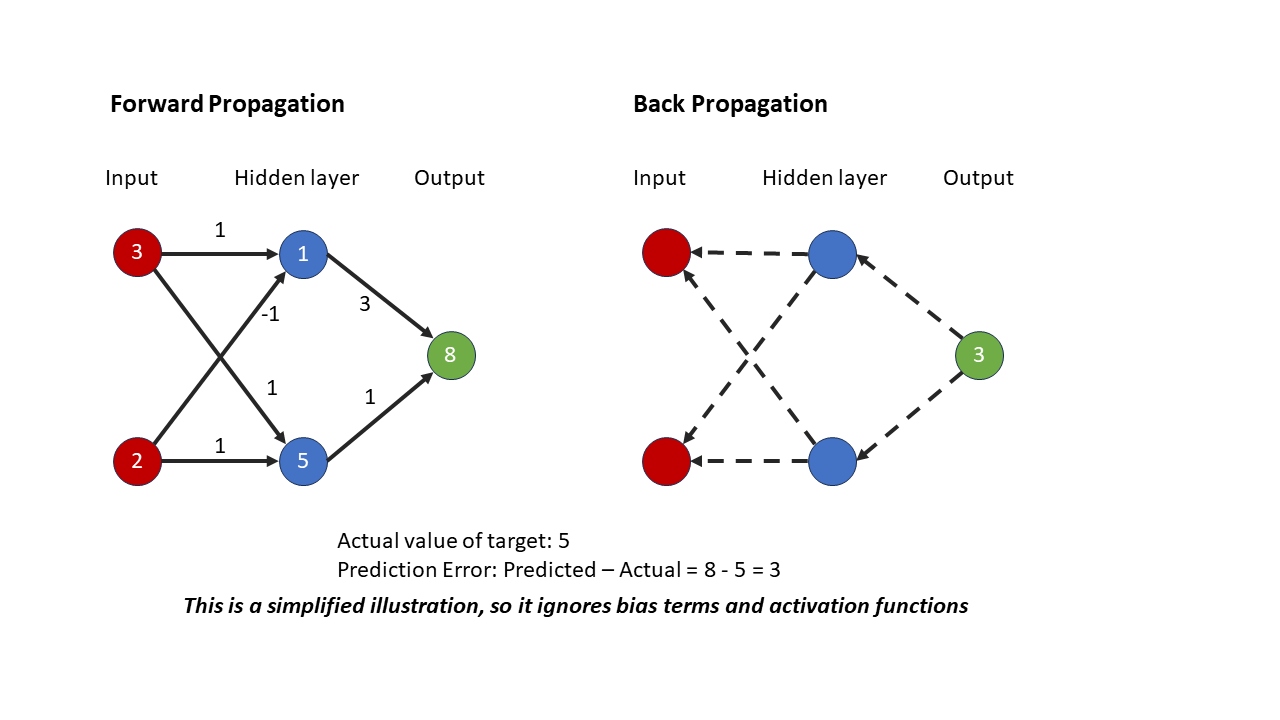 Forward Propagation
Input Hidden layer Output
1
3
1
-1
3
8
1
1
1
2
5
Back Propagation
Input Hidden layer Output
3
Actual value of target: 5
Prediction Error: Predicted – Actual = 8 - 5 = 3
This is a simplified illustration, so it ignores bias terms and activation functions